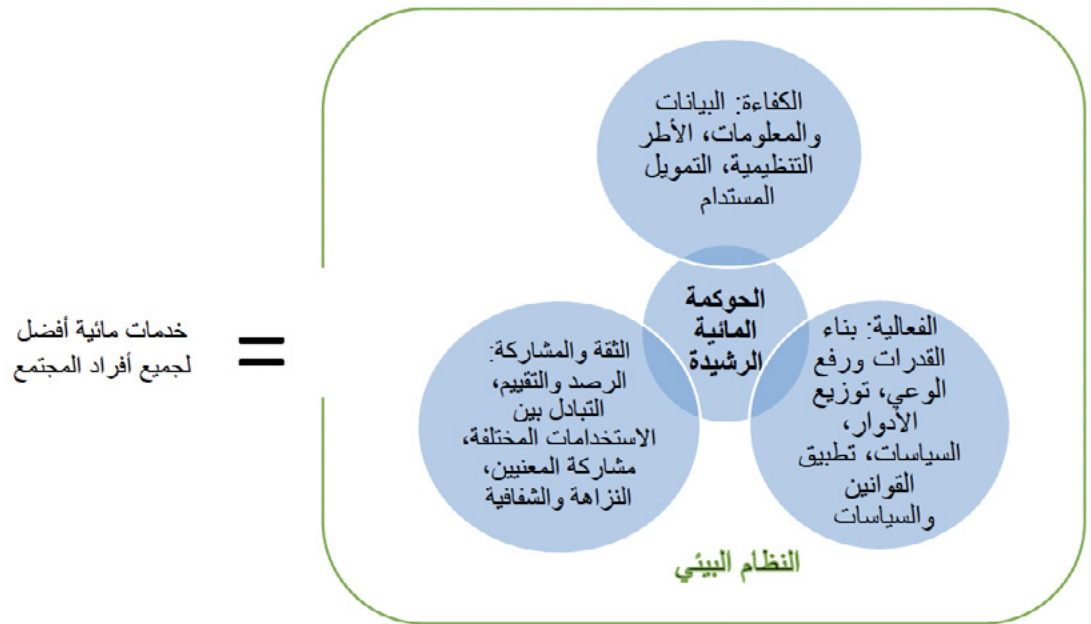 الكفاءة: البيانات
والمعلومات، الأطر
التنظيمية، التمويل
المستدام
الحوكمة
المائية
الرشيدة
الفعالية: بناء
القدرات ورفع
الوعي، توزيع
الأدوار،
السياسات، تطبيق
القوانين
والسياسات
الثقة والمشاركة:
الرصد والتقييم،
التبادل بين
الاستخدامات المختلفة،
مشاركة المعنيين،
النزاهة والشفافية
النظام البيئي
=
خدمات مائية أفضل
لجميع أفراد المجتمع